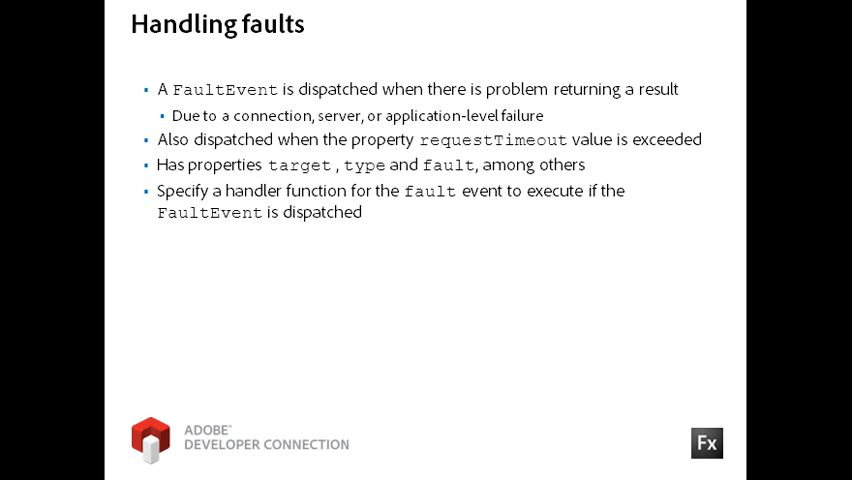 Handling faults
▪ A FaultEvent is dispatched when there is problem returning a result
▪ Due to a connection, server, or application-level failure
▪ Also dispatched when the property requestTimeout value is exceeded
▪ Has properties target , type and fault, among others
▪ Specify a handler function for the fault event to execute if the
FaultEvent is dispatched
ADOBE®
DEVELOPER CONNECTION
Fx